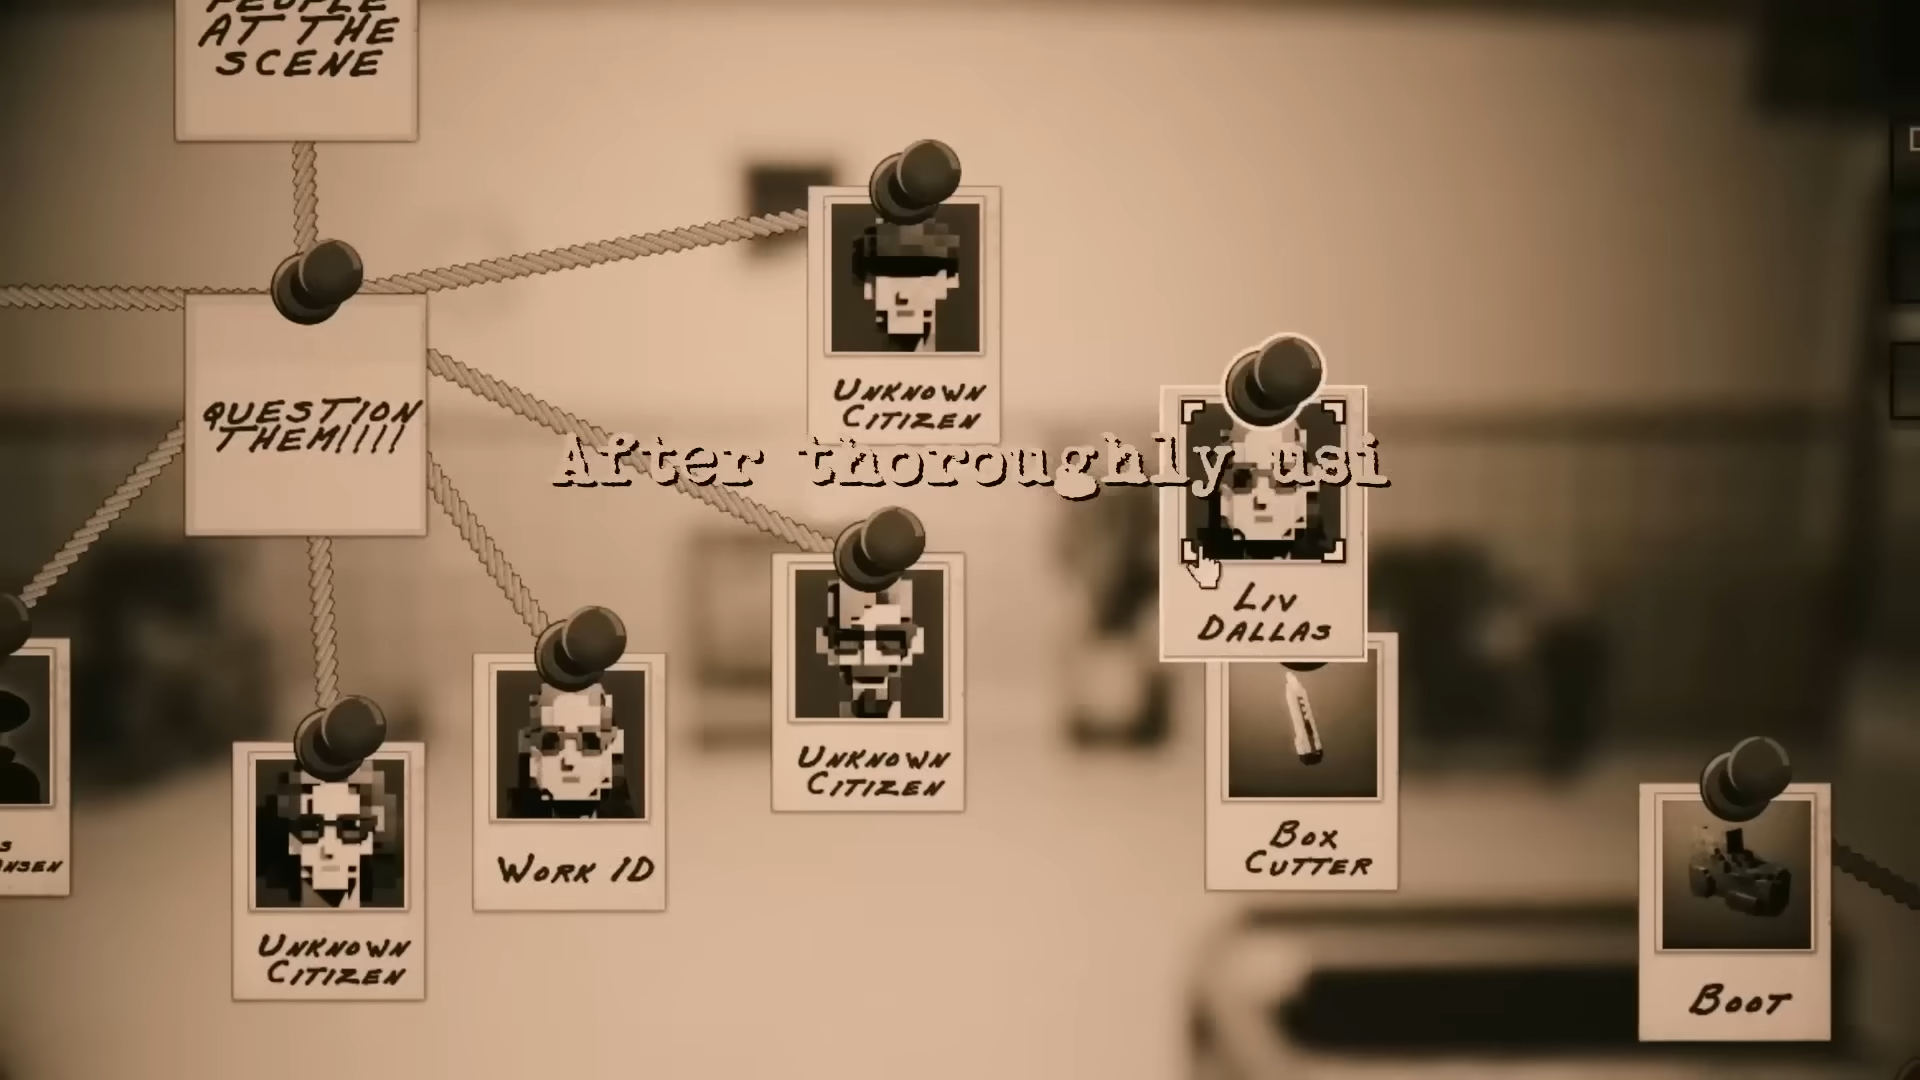 PEOPLE
AT THE
SCENE
QUESTION
THEM!!!!
UNKNOWN
CITIZEN
After thoroughly usi
LIV
DALLAS
UNKNOWN
CITIZEN
BOX
CUTTER
WORK ID
UNKNOWN
CITIZEN
BOOT